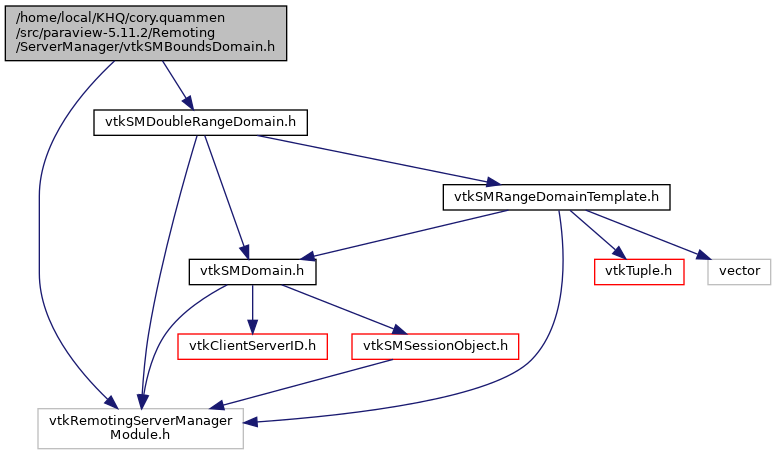 /home/local/KHQ/cory.quammen
/src/paraview-5.11.2/Remoting
/ServerManager/vtkSMBoundsDomain.h
vtkSMDoubleRangeDomain.h
vtkSMRangeDomainTemplate.h
vtkSMDomain.h
vtkTuple.h
vector
vtkClientServerID.h
vtkSMSessionObject.h
vtkRemotingServerManager
Module.h